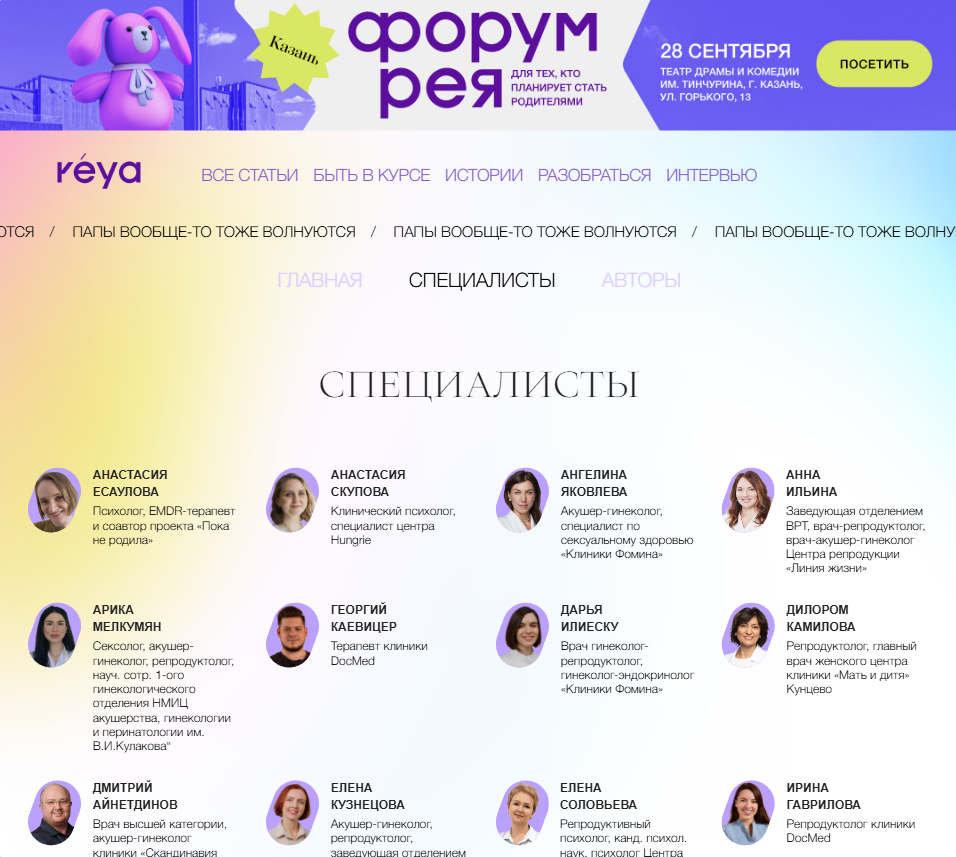 Казань
форум
рея
ДЛЯ ТЕХ, КТО
ПЛАНИРУЕТ СТАТЬ
РОДИТЕЛЯМИ
28 СЕНТЯБРЯ
ТЕАТР ДРАМЫ И КОМЕДИИ
ИМ. ТИНЧУРИНА, Г. КАЗАНЬ,
УЛ. ГОРЬКОГО, 13
ПОСЕТИТЬ
réya
ВСЕ СТАТЬИ БЫТЬ В КУРСЕ ИСТОРИИ РАЗОБРАТЬСЯ ИНТЕРВЬЮ
ЮТСЯ / ПАПЫ ВООБЩЕ-ТО ТОЖЕ ВОЛНУЮТСЯ / ПАПЫ ВООБЩЕ-ТО ТОЖЕ ВОЛНУЮТСЯ / ПАПЫ ВООБЩЕ-ТО ТОЖЕ ВОЛНУ
ГЛАВНАЯ СПЕЦИАЛИСТЫ АВТОРЫ
СПЕЦИАЛИСТЫ
АНАСТАСИЯ
ЕСАУЛОВА
Психолог, EMDR-терапевт
и соавтор проекта «Пока
не родила»
АНАСТАСИЯ
СКУПОВА
Клинический психолог,
специалист центра
Hungrie
АНГЕЛИНА
ЯКОВЛЕВА
Акушер-гинеколог,
специалист по
сексуальному здоровью
«Клиники Фомина»
АННА
ИЛЬИНА
Заведующая отделением
ВРТ, врач-репродуктолог,
врач-акушер-гинеколог
Центра репродукции
«Линия жизни»
АРИКА
МЕЛКУМЯН
Сексолог, акушер-
гинеколог, репродуктолог,
науч. сотр. 1-ого
гинекологического
отделения НМИЦ
акушерства, гинекологии
и перинатологии им.
В.И.Кулакова"
ГЕОРГИЙ
КАЕВИЦЕР
Терапевт клиники
DocMed
ДАРЬЯ
ИЛИЕСКУ
Врач гинеколог-
репродуктолог,
гинеколог-эндокринолог
«Клиники Фомина»
ДИЛОРОМ
КАМИЛОВА
Репродуктолог, главный
врач женского центра
клиники «Мать и дитя»
Кунцево
ДМИТРИЙ
АЙНЕТДИНОВ
Врач высшей категории,
акушер-гинеколог
клиники «Скандинавия
ЕЛЕНА
КУЗНЕЦОВА
Акушер-гинеколог,
репродуктолог,
заведующая отделением
ЕЛЕНА
СОЛОВЬЕВА
Репродуктивный
психолог, канд. психол.
наук, психолог Центра
ИРИНА
ГАВРИЛОВА
Репродуктолог клиники
DocMed